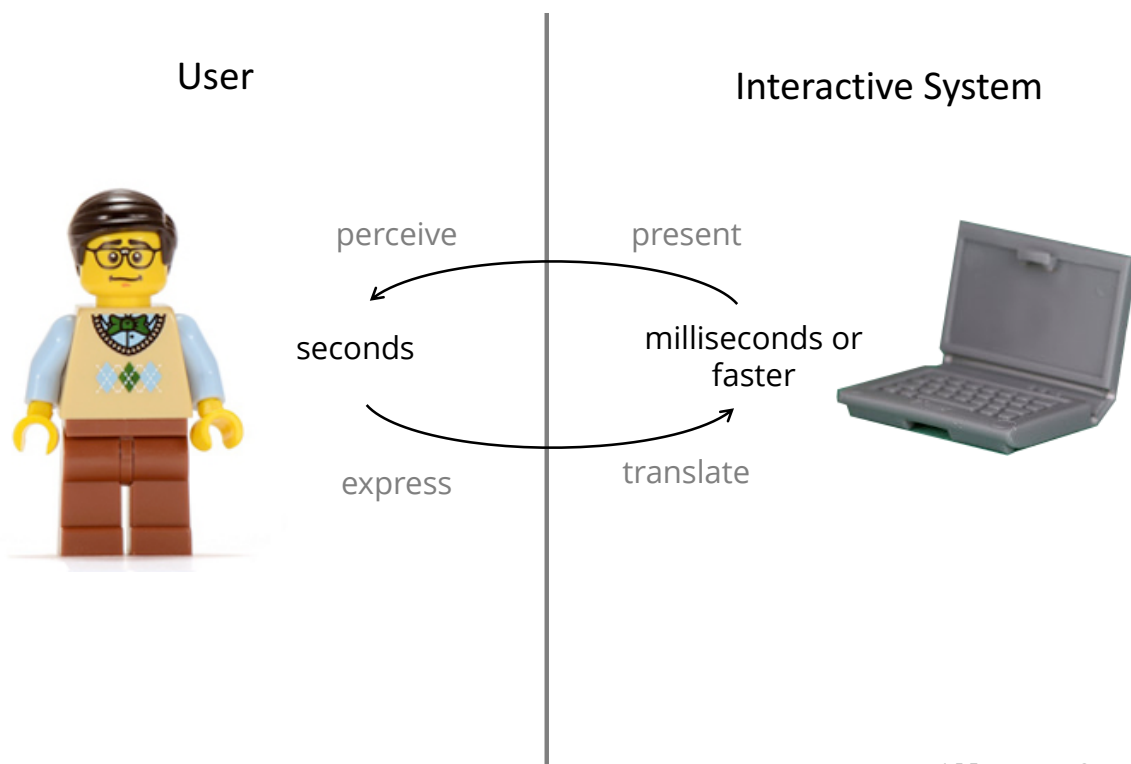 User
Interactive System
perceive
present
seconds
milliseconds or
faster
express
translate